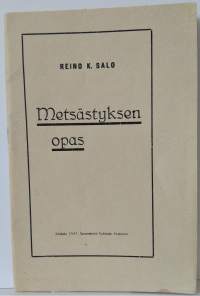 REINO K. SALO
Metsästyksen
opas